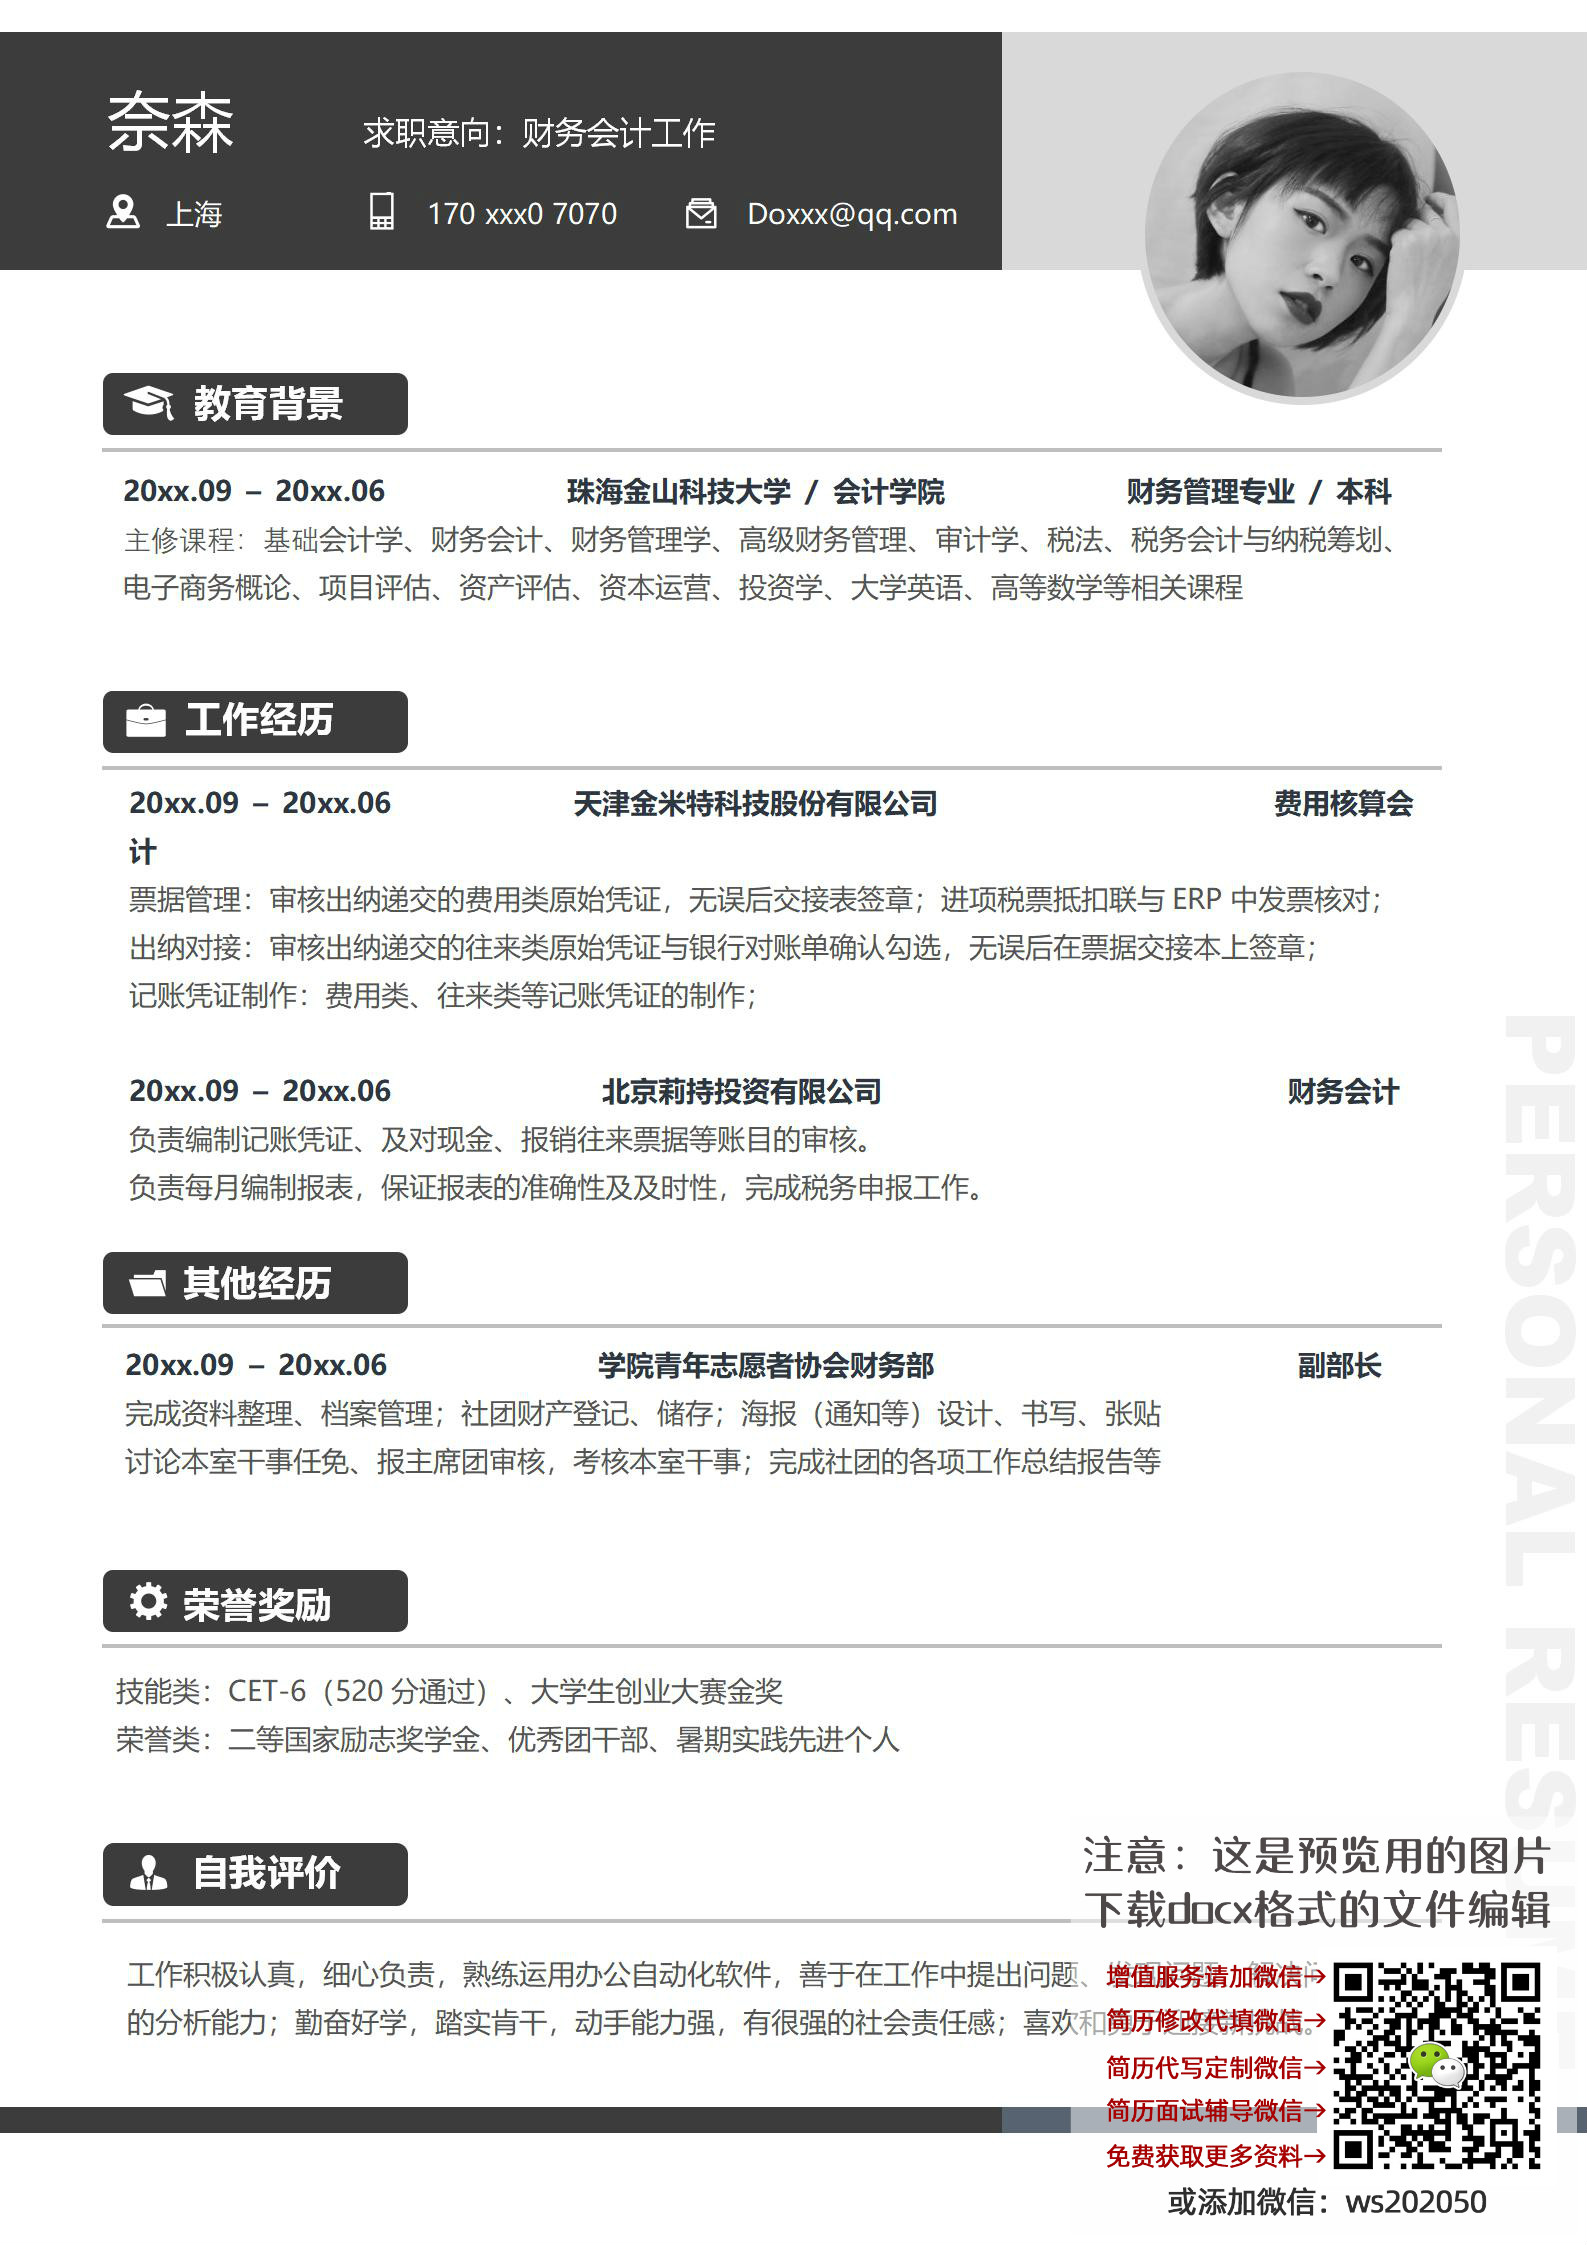 奈森
求职意向：财务会计工作
上海 170 xxx0 7070 Doxxx@qq.com
教育背景
20xx.09 – 20xx.06 珠海金山科技大学 / 会计学院 财务管理专业 / 本科
主修课程：基础会计学、财务会计、财务管理学、高级财务管理、审计学、税法、税务会计与纳税筹划、
电子商务概论、项目评估、资产评估、资本运营、投资学、大学英语、高等数学等相关课程
工作经历
20xx.09 – 20xx.06 天津金米特科技股份有限公司 费用核算会
计
票据管理：审核出纳递交的费用类原始凭证，无误后交接表签章；进项税票抵扣联与 ERP 中发票核对；
出纳对接：审核出纳递交的往来类原始凭证与银行对账单确认勾选，无误后在票据交接本上签章；
记账凭证制作：费用类、往来类等记账凭证的制作；
20xx.09 – 20xx.06 北京莉持投资有限公司 财务会计
负责编制记账凭证、及对现金、报销往来票据等账目的审核。
负责每月编制报表，保证报表的准确性及及时性，完成税务申报工作。
其他经历
20xx.09 – 20xx.06 学院青年志愿者协会财务部 副部长
完成资料整理、档案管理；社团财产登记、储存；海报（通知等）设计、书写、张贴
讨论本室干事任免、报主席团审核，考核本室干事；完成社团的各项工作总结报告等
荣誉奖励
技能类：CET-6（520 分通过）、大学生创业大赛金奖
荣誉类：二等国家励志奖学金、优秀团干部、暑期实践先进个人
自我评价
工作积极认真，细心负责，熟练运用办公自动化软件，善于在工作中提出问题、
的分析能力；勤奋好学，踏实肯干，动手能力强，有很强的社会责任感；喜欢和
PERSONAL RESUME
注意：这是预览用的图片
下载docx格式的文件编辑
增值服务请加微信→
简历修改代填微信→
简历代写定制微信→
简历面试辅导微信→
免费获取更多资料→
或添加微信：ws202050